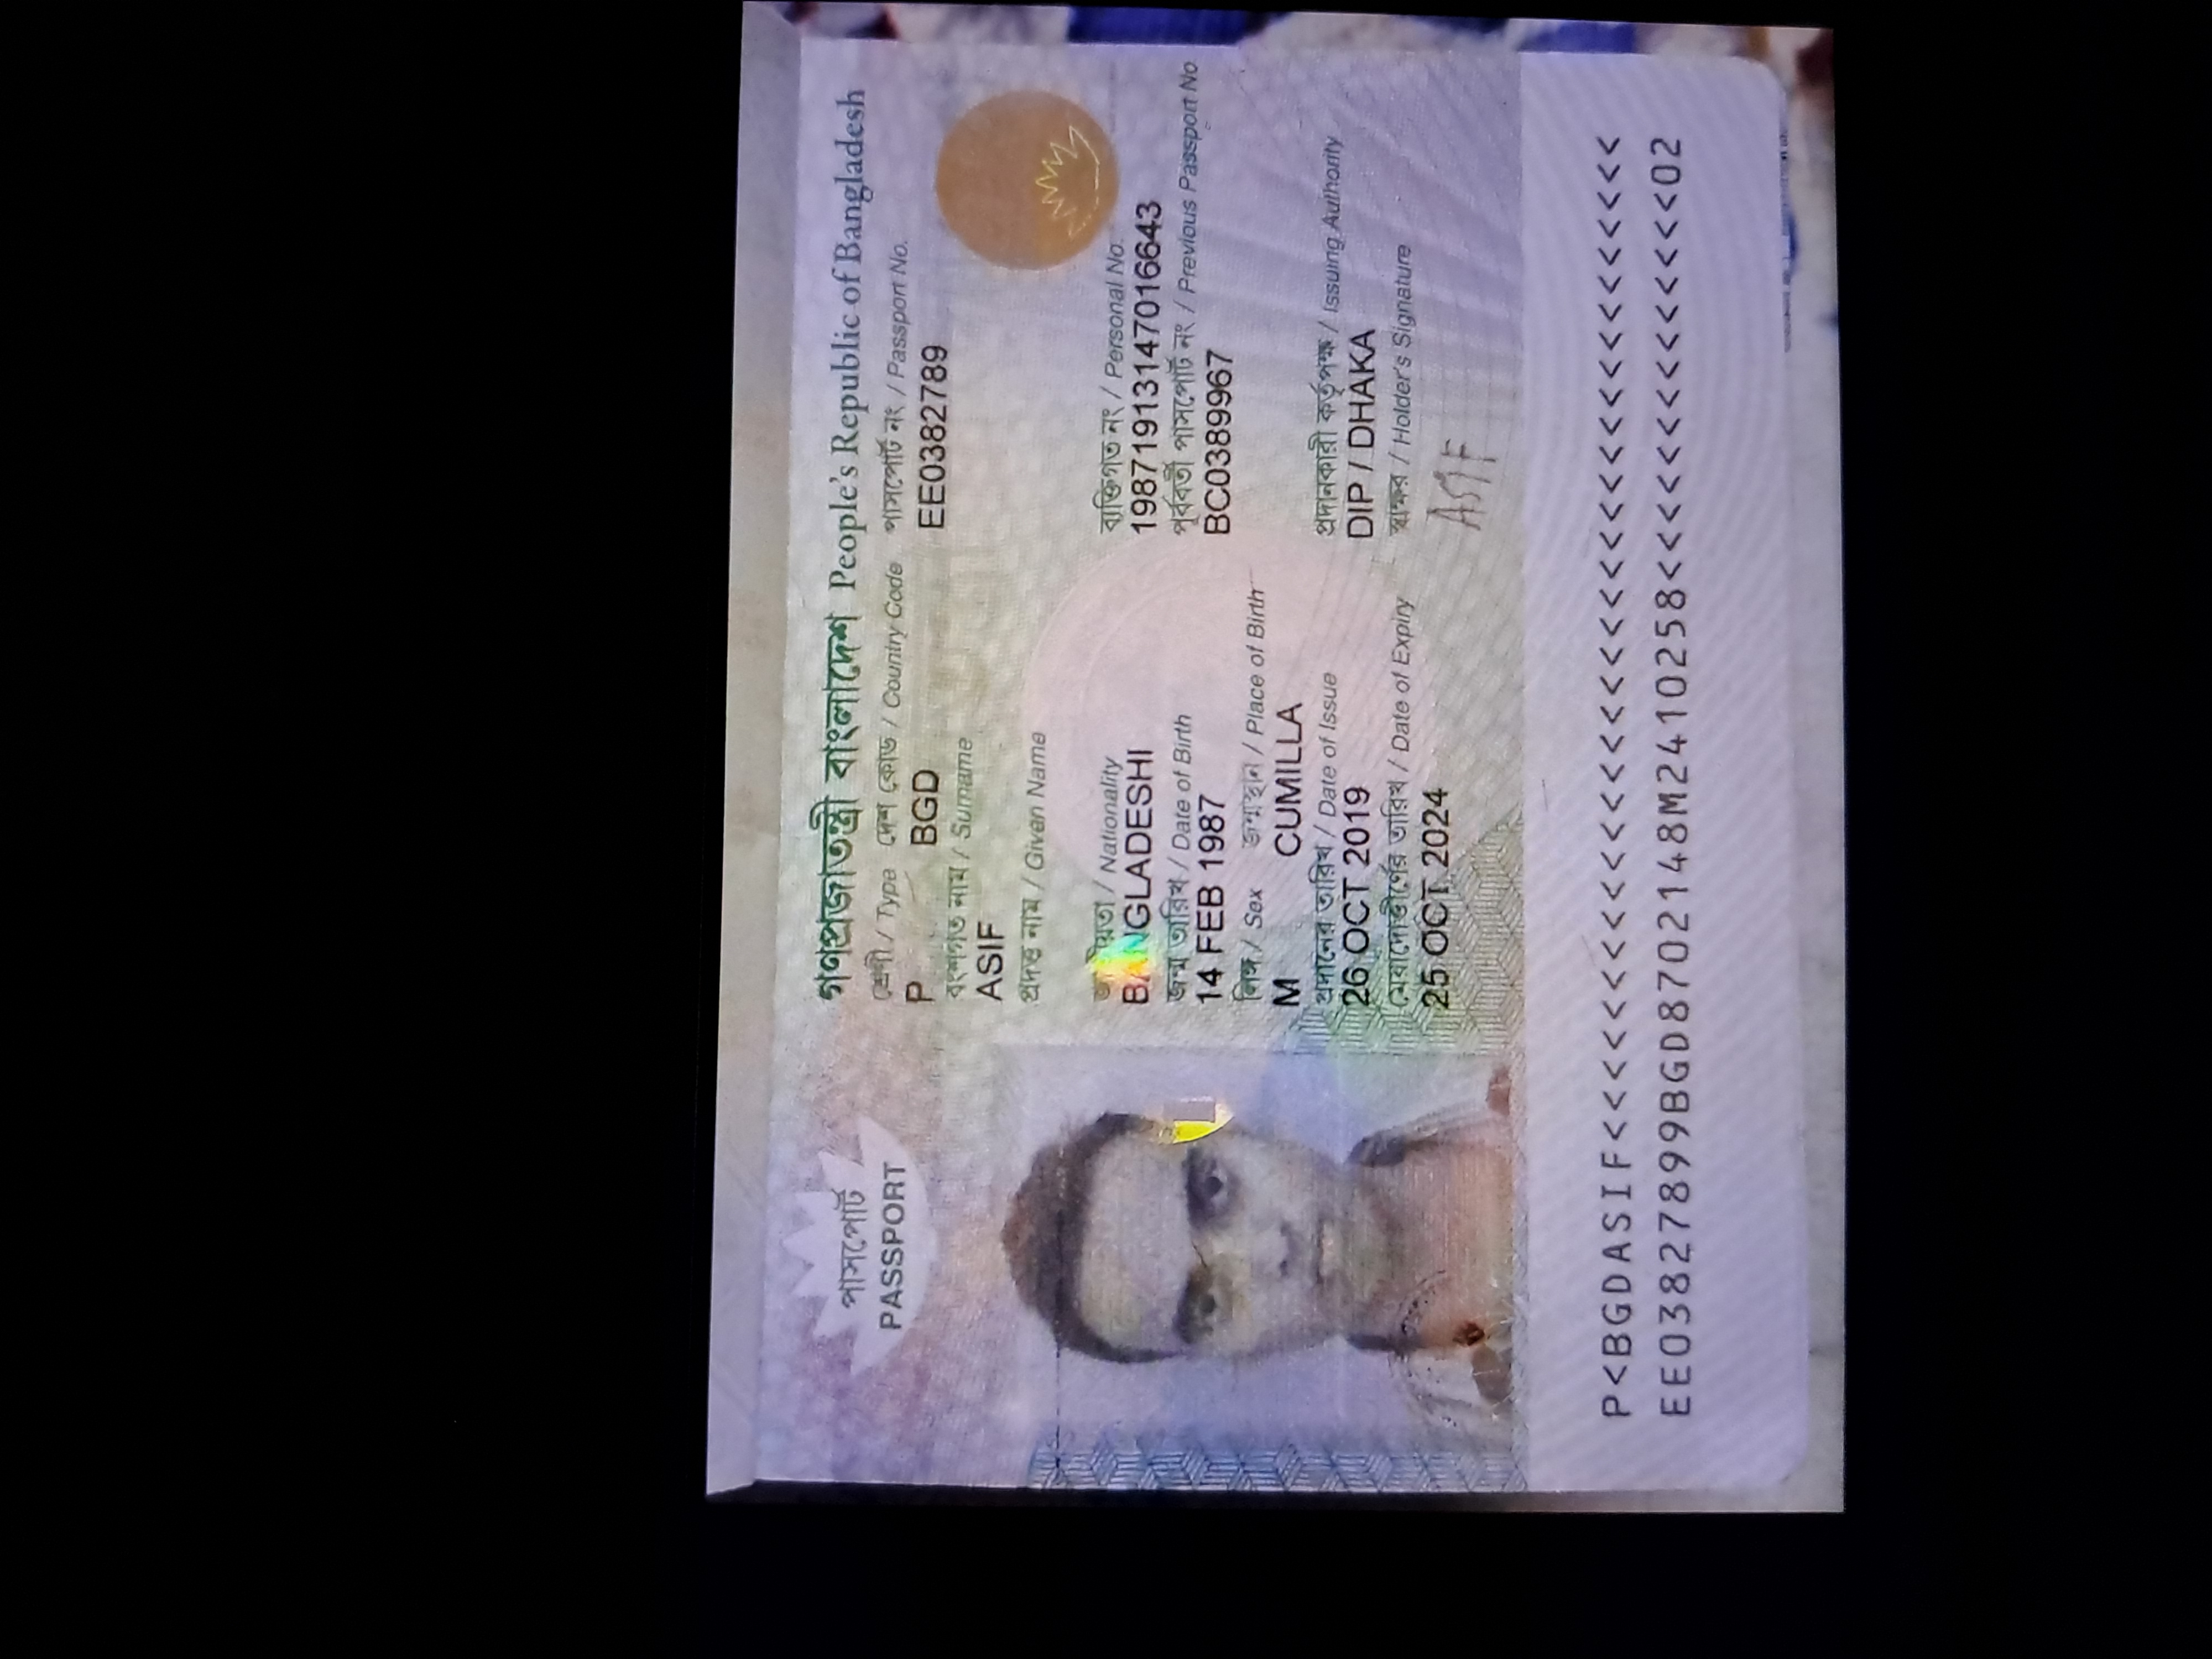 পাসপোর্ট
PASSPORT
গণপ্রজাতন্ত্রী বাংলাদেশ People's Republic of Bangladesh
শ্রেণী / Type দেশ কোড / Country Code পাসপোর্ট নং / Passport No.
P BGD EE0382789
বংশগত নাম / Surname
ASIF
প্রদত্ত নাম / Given Name
জাতীয়তা / Nationality ব্যক্তিগত নং / Personal No.
BANGLADESHI 19871913147016643
জন্ম তারিখ / Date of Birth পূর্ববর্তী পাসপোর্ট নং / Previous Passport No
14 FEB 1987 BC0389967
লিঙ্গ / Sex জন্মস্থান / Place of Birth
M CUMILLA
প্রদানের তারিখ / Date of Issue প্রদানকারী কর্তৃপক্ষ / Issuing Authority
26 OCT 2019 DIP / DHAKA
মেয়াদোত্তীর্ণের তারিখ / Date of Expiry স্বাক্ষর / Holder's Signature
25 OCT 2024 ASIF
P<BGDASIF<<<<<<<<<<<<<<<<<<<<<<<<<<<<<<<<<<<
EE03827899BGD8702148M2410258<<<<<<<<<<<<<<02